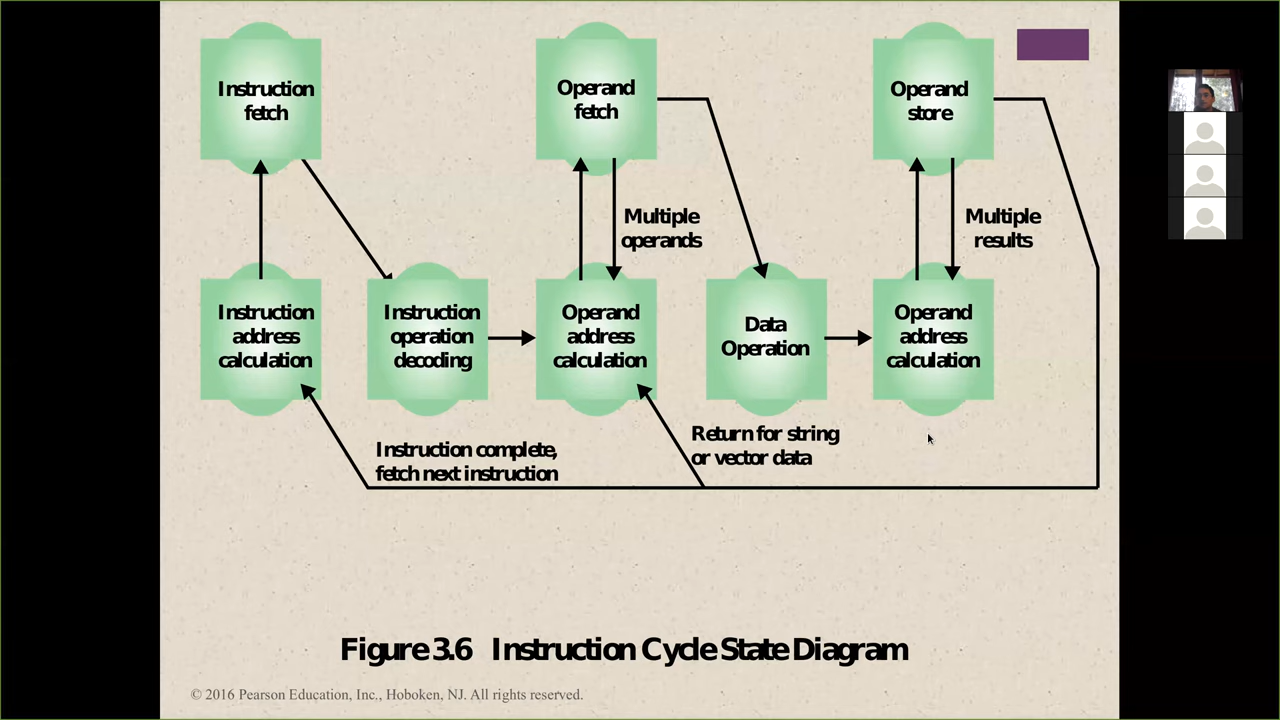 Instruction
fetch
Operand
fetch
Operand
store
Multiple
operands
Multiple
results
Instruction
address
calculation
Instruction
operation
decoding
Operand
address
calculation
Data
Operation
Operand
address
calculation
Instruction complete,
fetch next instruction
Return for string
or vector data
Figure 3.6 Instruction Cycle State Diagram
© 2016 Pearson Education, Inc., Hoboken, NJ. All rights reserved.